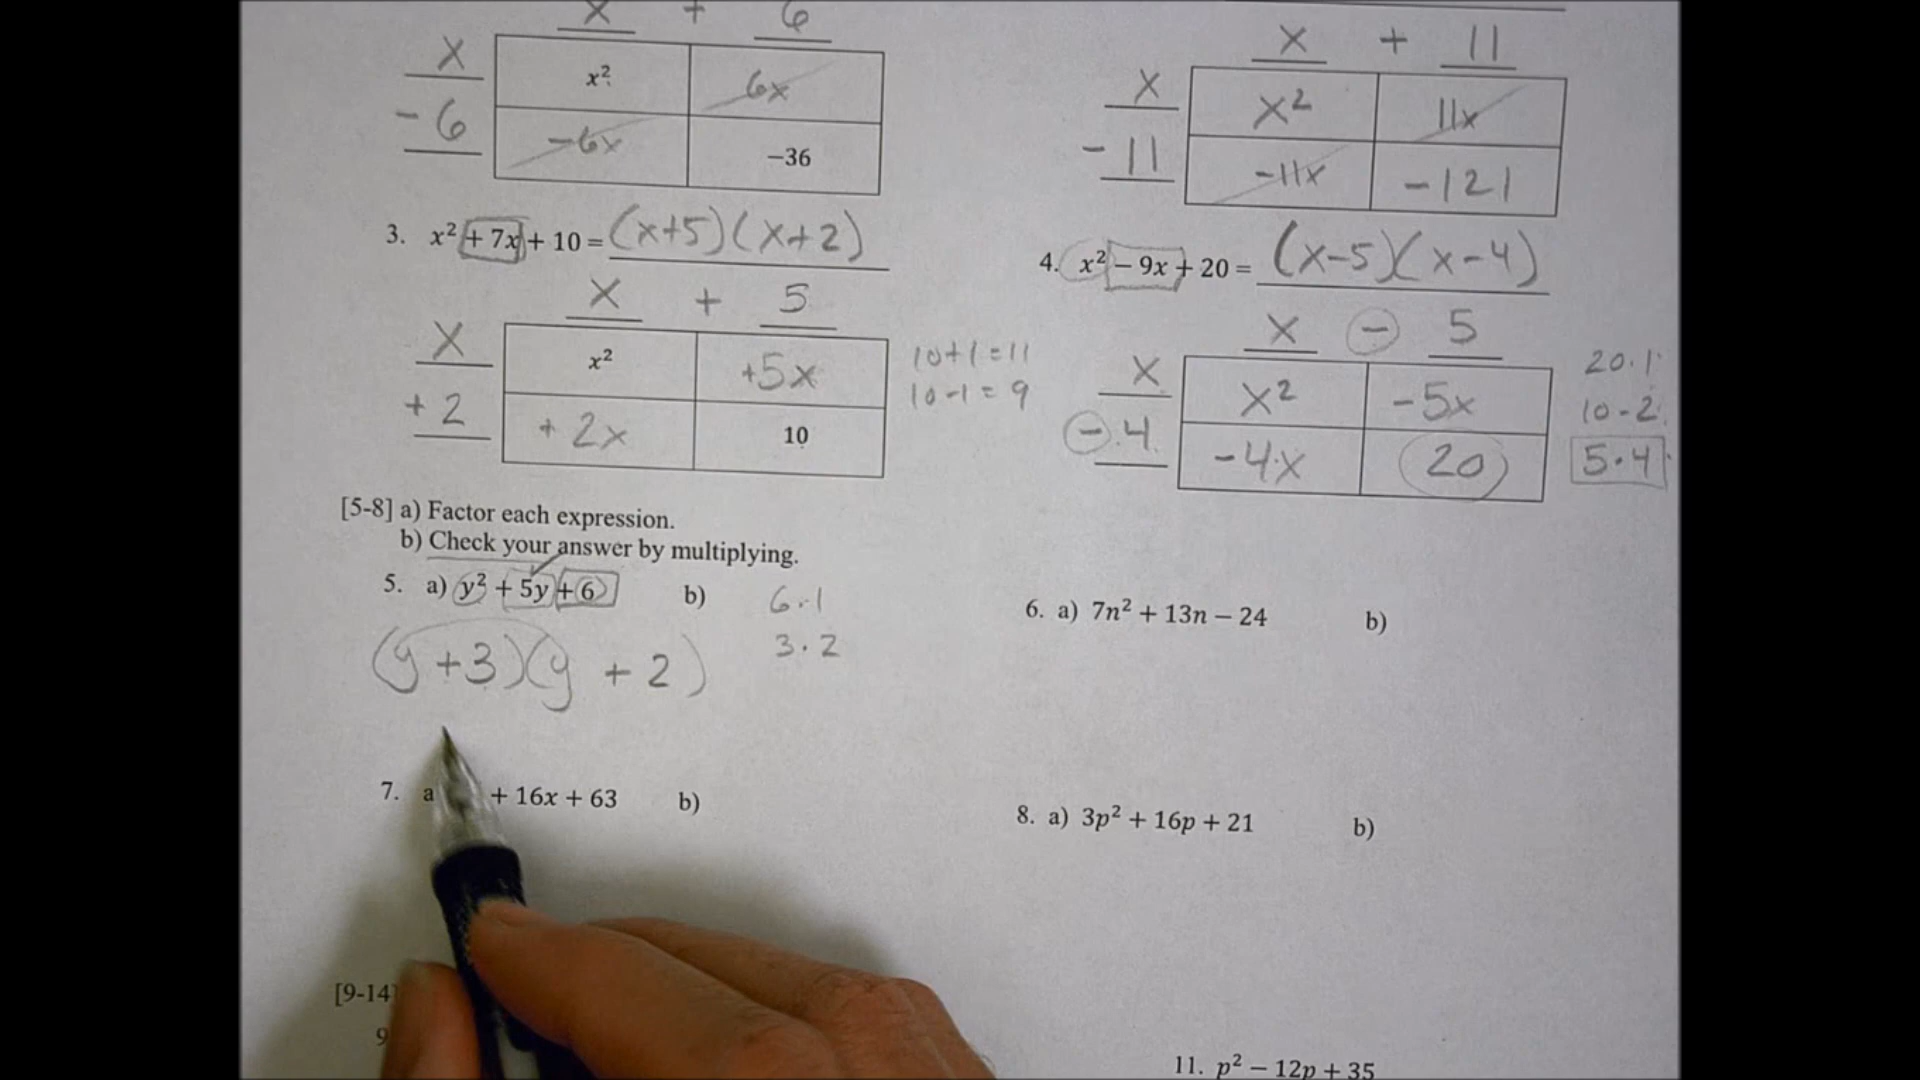 x + 6
x + 11
x
x² 6x
- 6
-6x −36
x
x² 11x
- 11
-11x -121
3. x² + 7x + 10 = (x+5)(x+2)
4. x² − 9x + 20 = (x-5)(x-4)
x + 5
x
x² +5x
10+1=11
10-1=9
+2
+2x 10
x - 5
x
x² -5x
20·1
10-2
-4
-4x 20
5·4
[5-8] a) Factor each expression.
b) Check your answer by multiplying.
5. a) y² + 5y + 6 b) 6·1
3·2
(y+3)(y + 2)
6. a) 7n² + 13n − 24 b)
7. a + 16x + 63 b)
8. a) 3p² + 16p + 21 b)
[9-14]
9
11. p² − 12p + 35